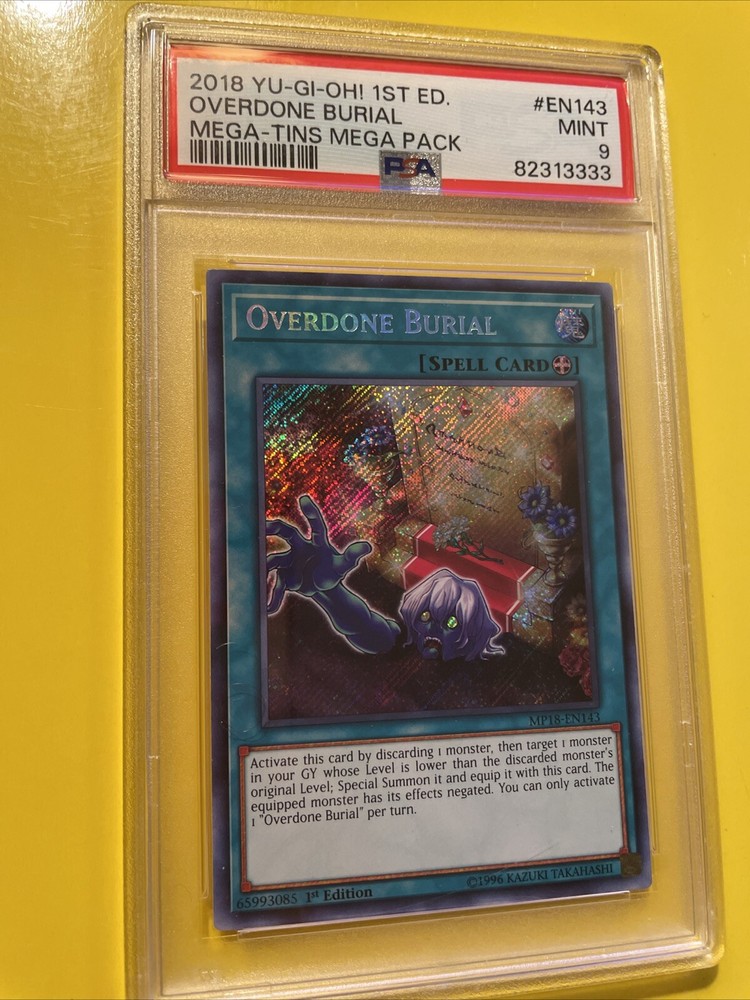 2018 YU-GI-OH! 1ST ED. #EN143
OVERDONE BURIAL MINT
MEGA-TINS MEGA PACK 9
PSA 82313333
OVERDONE BURIAL
[SPELL CARD]
MP18-EN143
Activate this card by discarding 1 monster, then target 1 monster
in your GY whose Level is lower than the discarded monster's
original Level; Special Summon it and equip it with this card. The
equipped monster has its effects negated. You can only activate
1 "Overdone Burial" per turn.
65993085 1st Edition ©1996 KAZUKI TAKAHASHI